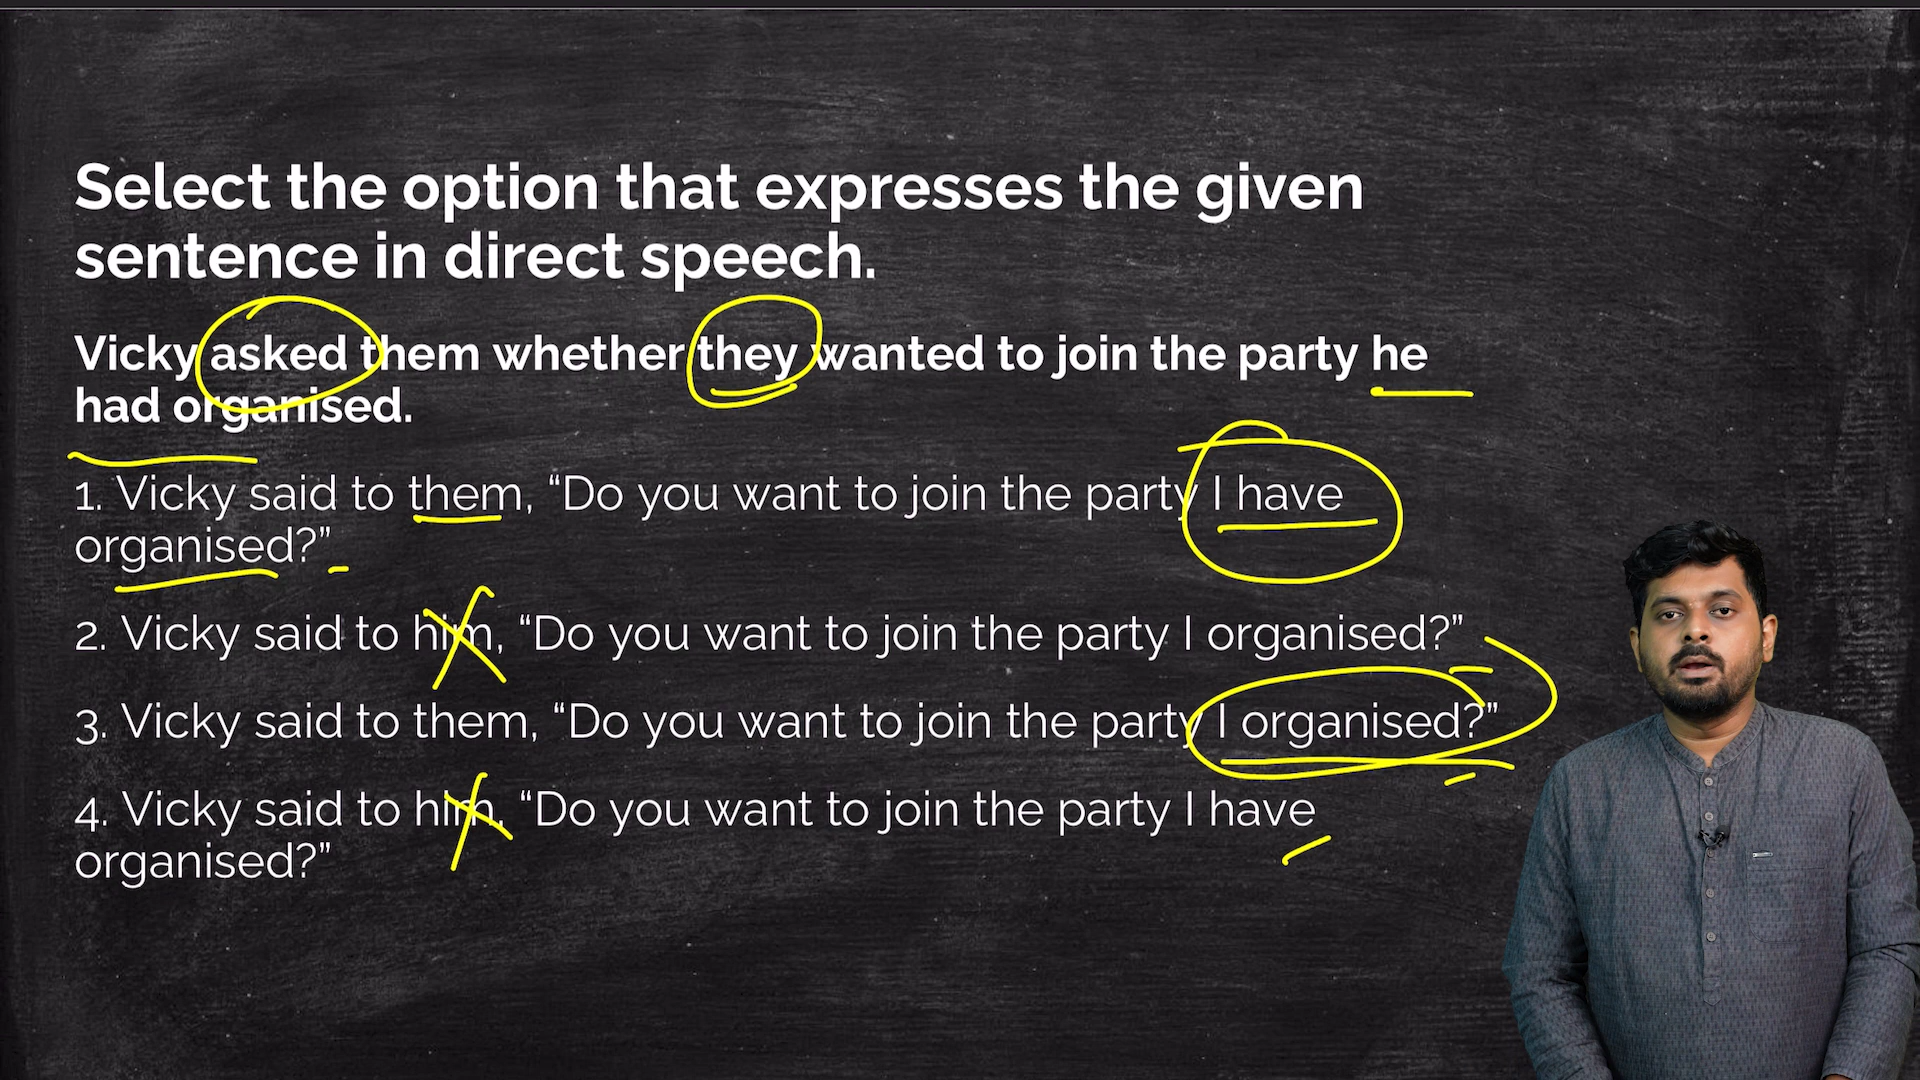 Select the option that expresses the given
sentence in direct speech.
Vicky asked them whether they wanted to join the party he
had organised.
1. Vicky said to them, “Do you want to join the party I have
organised?”
2. Vicky said to him, “Do you want to join the party I organised?”
3. Vicky said to them, “Do you want to join the party I organised?”
4. Vicky said to him, “Do you want to join the party I have
organised?”